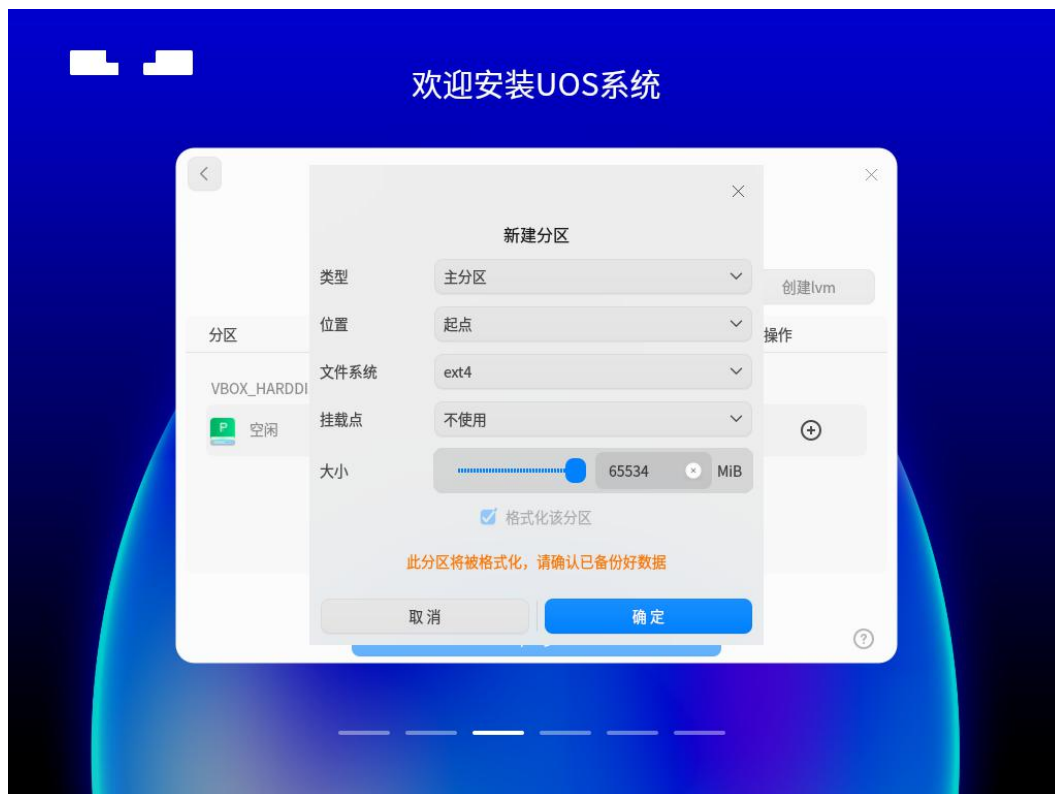 欢迎安装UOS系统
新建分区
类型 主分区
创建lvm
位置 起点
分区 操作
文件系统 ext4
VBOX_HARDDI
挂载点 不使用
P 空闲
大小 65534 MiB
格式化该分区
此分区将被格式化，请确认已备份好数据
取消 确定